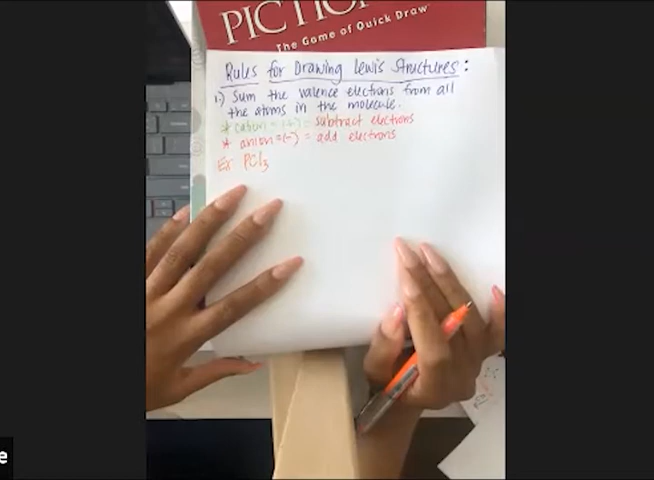 PICTION
The Game of Quick Draw
Rules for Drawing Lewis Structures:
1.) Sum the valence electrons from all
the atoms in the molecule.
* cation = (+) = subtract electrons
* anion = (-) = add electrons
Ex PCl3
e